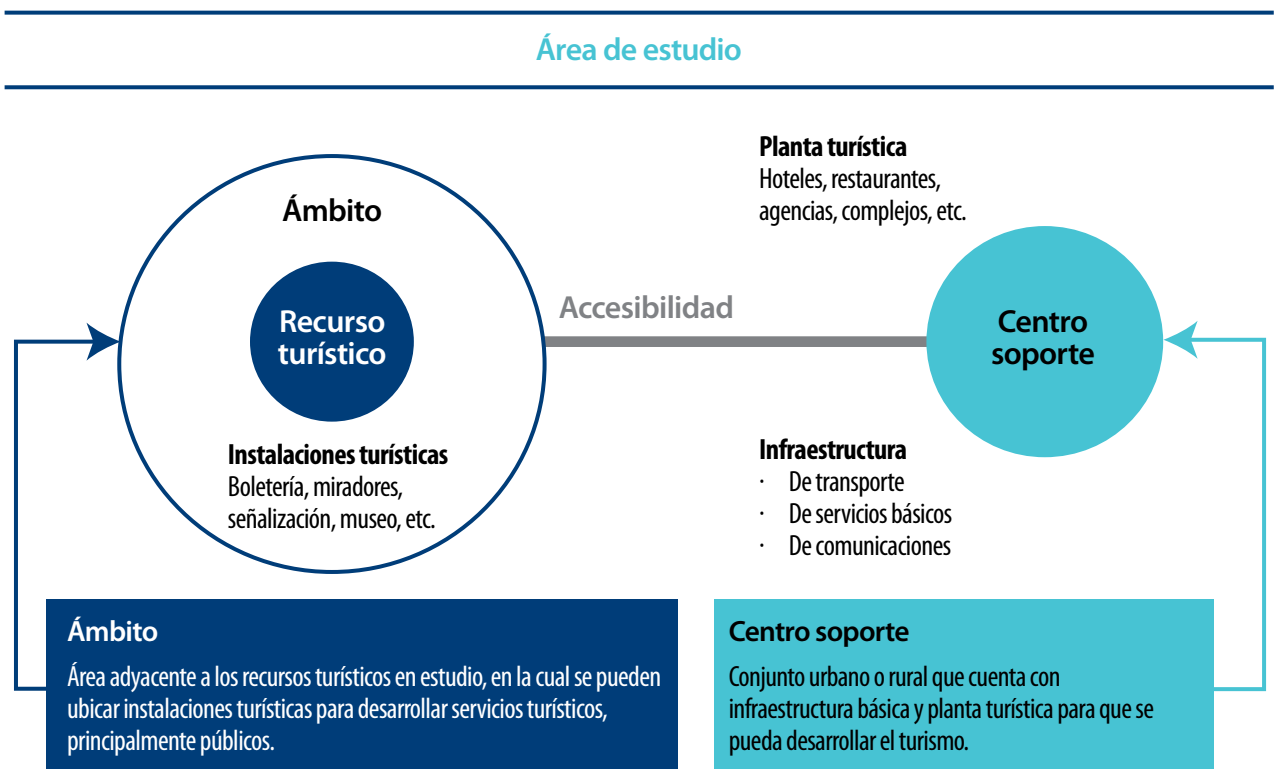 Área de estudio
Ámbito
Recurso
turístico
Instalaciones turísticas
Boletería, miradores,
señalización, museo, etc.
Accesibilidad
Planta turística
Hoteles, restaurantes,
agencias, complejos, etc.
Centro
soporte
Infraestructura
· De transporte
· De servicios básicos
· De comunicaciones
Ámbito
Área adyacente a los recursos turísticos en estudio, en la cual se pueden
ubicar instalaciones turísticas para desarrollar servicios turísticos,
principalmente públicos.
Centro soporte
Conjunto urbano o rural que cuenta con
infraestructura básica y planta turística para que se
pueda desarrollar el turismo.